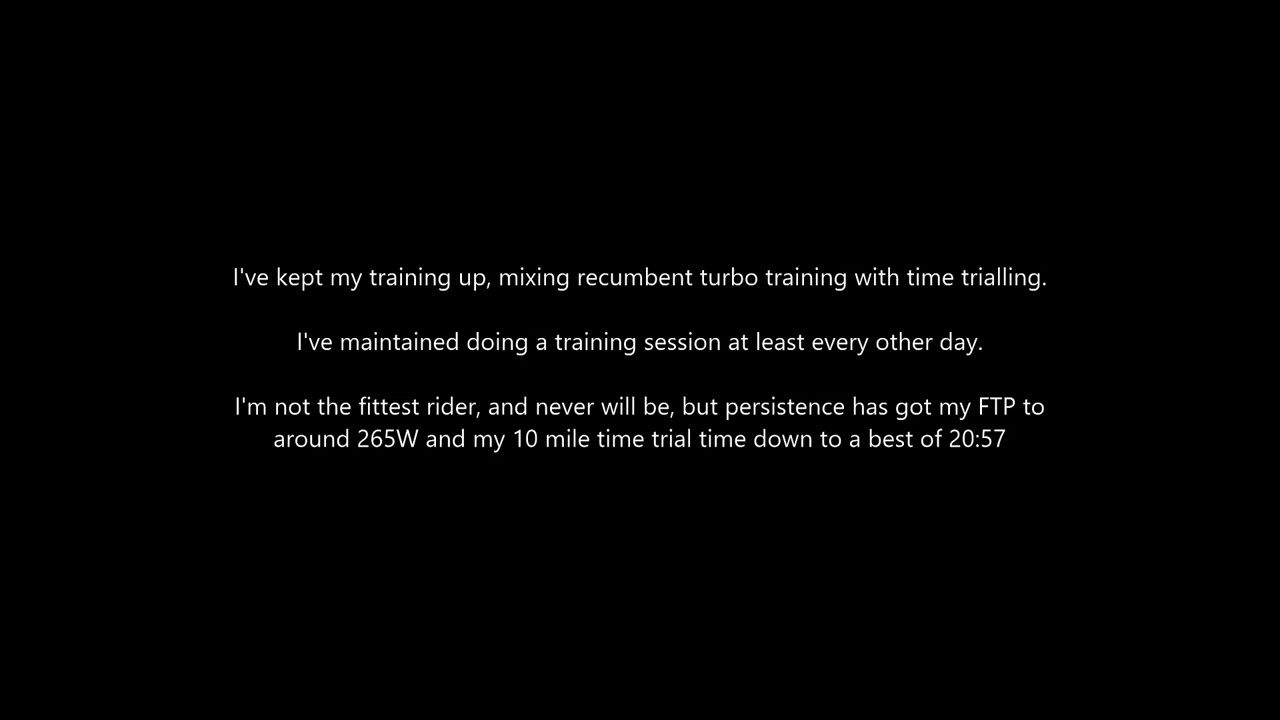 I've kept my training up, mixing recumbent turbo training with time trialling.
I've maintained doing a training session at least every other day.
I'm not the fittest rider, and never will be, but persistence has got my FTP to
around 265W and my 10 mile time trial time down to a best of 20:57